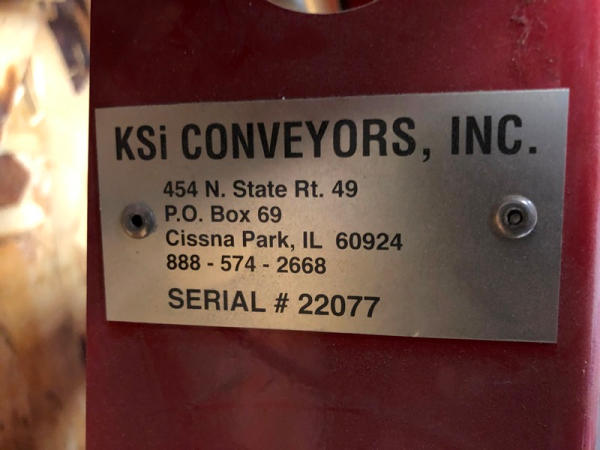 KSi CONVEYORS, INC.
454 N. State Rt. 49
P.O. Box 69
Cissna Park, IL 60924
888 - 574 - 2668
SERIAL # 22077